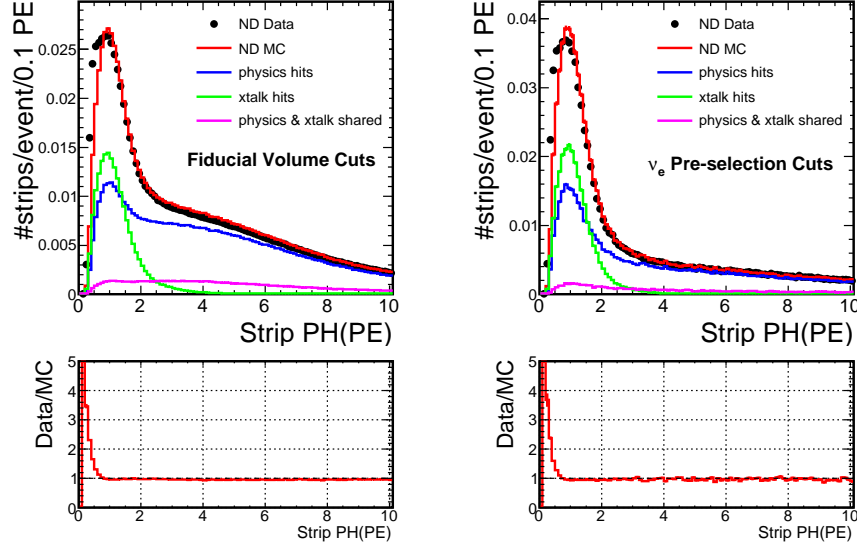 #strips/event/0.1 PE
0.025
0.02
0.015
0.01
0.005
0
ND Data
ND MC
physics hits
xtalk hits
physics & xtalk shared
Fiducial Volume Cuts
0 2 4 6 8 10
Strip PH(PE)
#strips/event/0.1 PE
0.04
0.03
0.02
0.01
0
ND Data
ND MC
physics hits
xtalk hits
physics & xtalk shared
νe Pre-selection Cuts
0 2 4 6 8 10
Strip PH(PE)
Data/MC
5
4
3
2
1
0
0 2 4 6 8 10
Strip PH(PE)
Data/MC
5
4
3
2
1
0
0 2 4 6 8 10
Strip PH(PE)